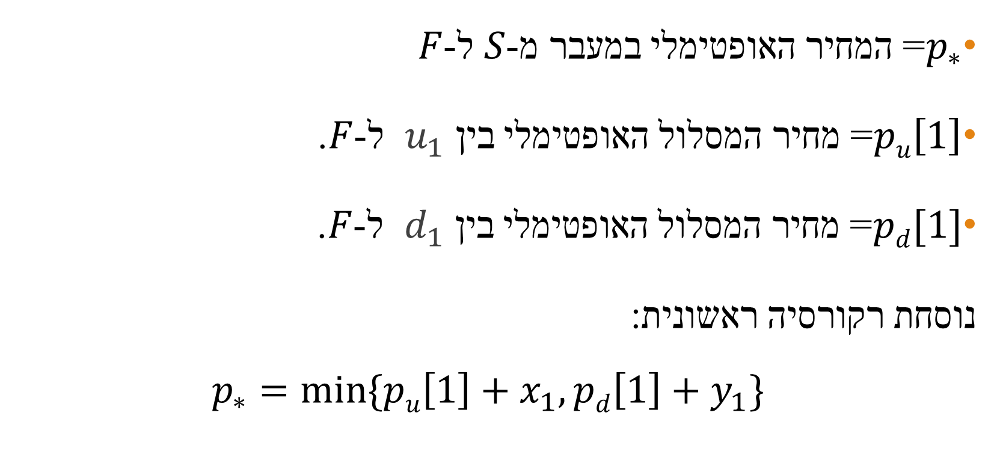 •p_*= המחיר האופטימלי במעבר מ-S ל-F
•p_u[1]= מחיר המסלול האופטימלי בין u_1 ל-F.
•p_d[1]= מחיר המסלול האופטימלי בין d_1 ל-F.
נוסחת רקורסיה ראשונית:
p_* = min{p_u[1] + x_1, p_d[1] + y_1}